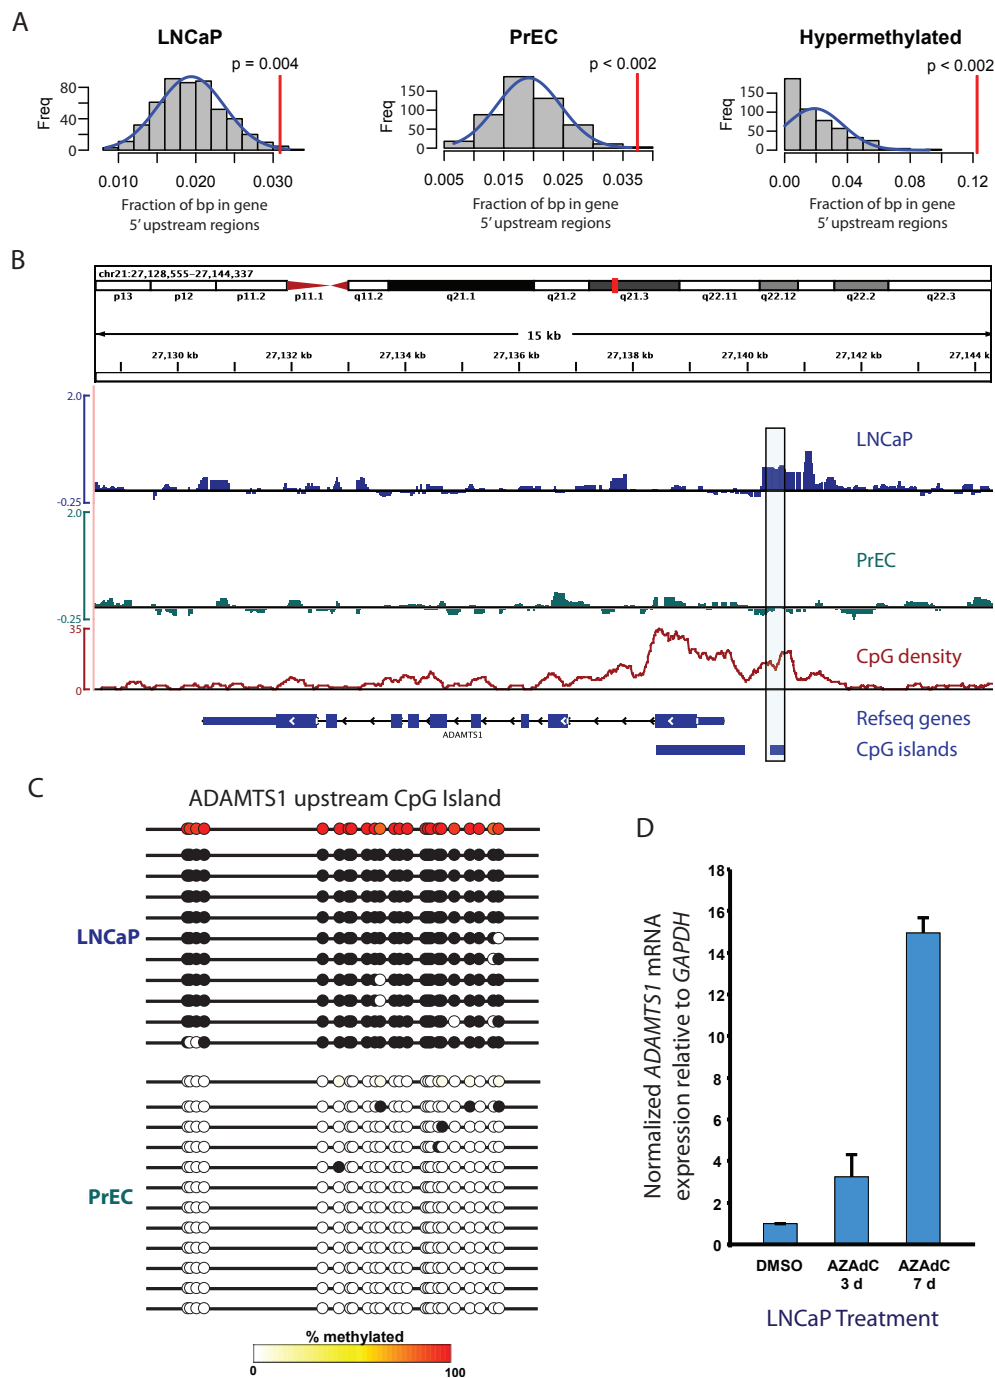 A
LNCaP
p = 0.004
Freq
80
40
0
0.010
0.020
0.030
Fraction of bp in gene
5’ upstream regions
PrEC
p < 0.002
Freq
150
100
50
0
0.005
0.015
0.025
0.035
Fraction of bp in gene
5’ upstream regions
Hypermethylated
p < 0.002
Freq
150
100
50
0
0.00
0.04
0.08
0.12
Fraction of bp in gene
5’ upstream regions
B
chr21:27,128,555-27,144,337
p13 p12 p11.2 p11.1 q11.2 q21.1 q21.2 q21.3 q22.11 q22.12 q22.2 q22.3
15 kb
27,130 kb 27,132 kb 27,134 kb 27,136 kb 27,138 kb 27,140 kb 27,142 kb 27,144 k
2.0
LNCaP
-0.25
2.0
PrEC
-0.25
35
CpG density
0
Refseq genes
ADAMTS1
CpG islands
C
ADAMTS1 upstream CpG Island
LNCaP
PrEC
% methylated
0 100
D
Normalized ADAMTS1 mRNA
expression relative to GAPDH
18
16
14
12
10
8
6
4
2
0
DMSO
AZAdC
3 d
AZAdC
7 d
LNCaP Treatment